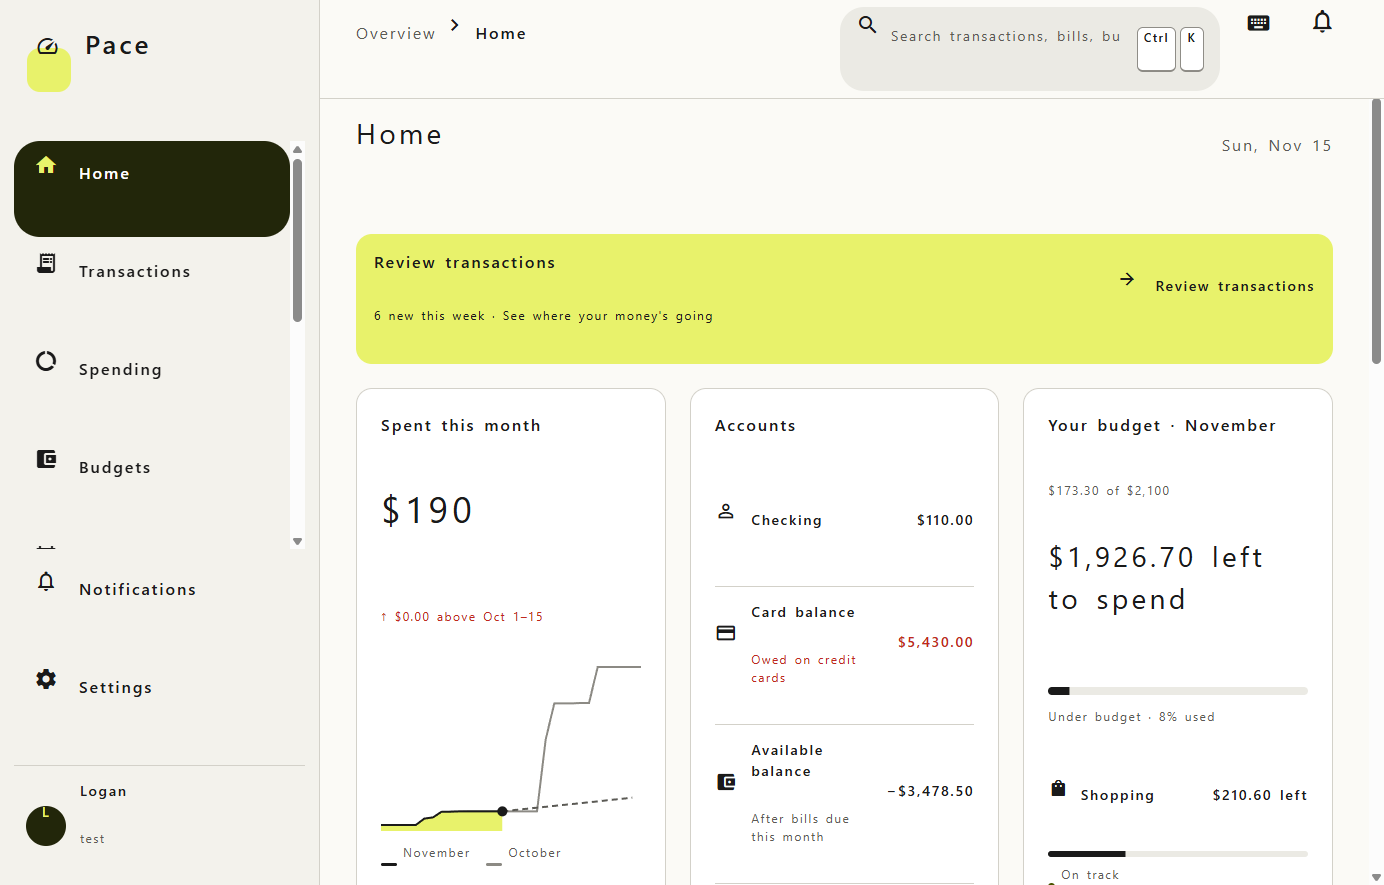 Pace
Home
Transactions
Spending
Budgets
Notifications
Settings
Logan
L
test
Overview
Home
Search transactions, bills, bu
Ctrl
K
Home
Sun, Nov 15
Review transactions
6 new this week · See where your money's going
Review transactions
Spent this month
$190
↑ $0.00 above Oct 1–15
November
October
Accounts
Checking
$110.00
Card balance
Owed on credit
cards
$5,430.00
Available
balance
After bills due
this month
−$3,478.50
Your budget · November
$173.30 of $2,100
$1,926.70 left
to spend
Under budget · 8% used
Shopping
$210.60 left
On track